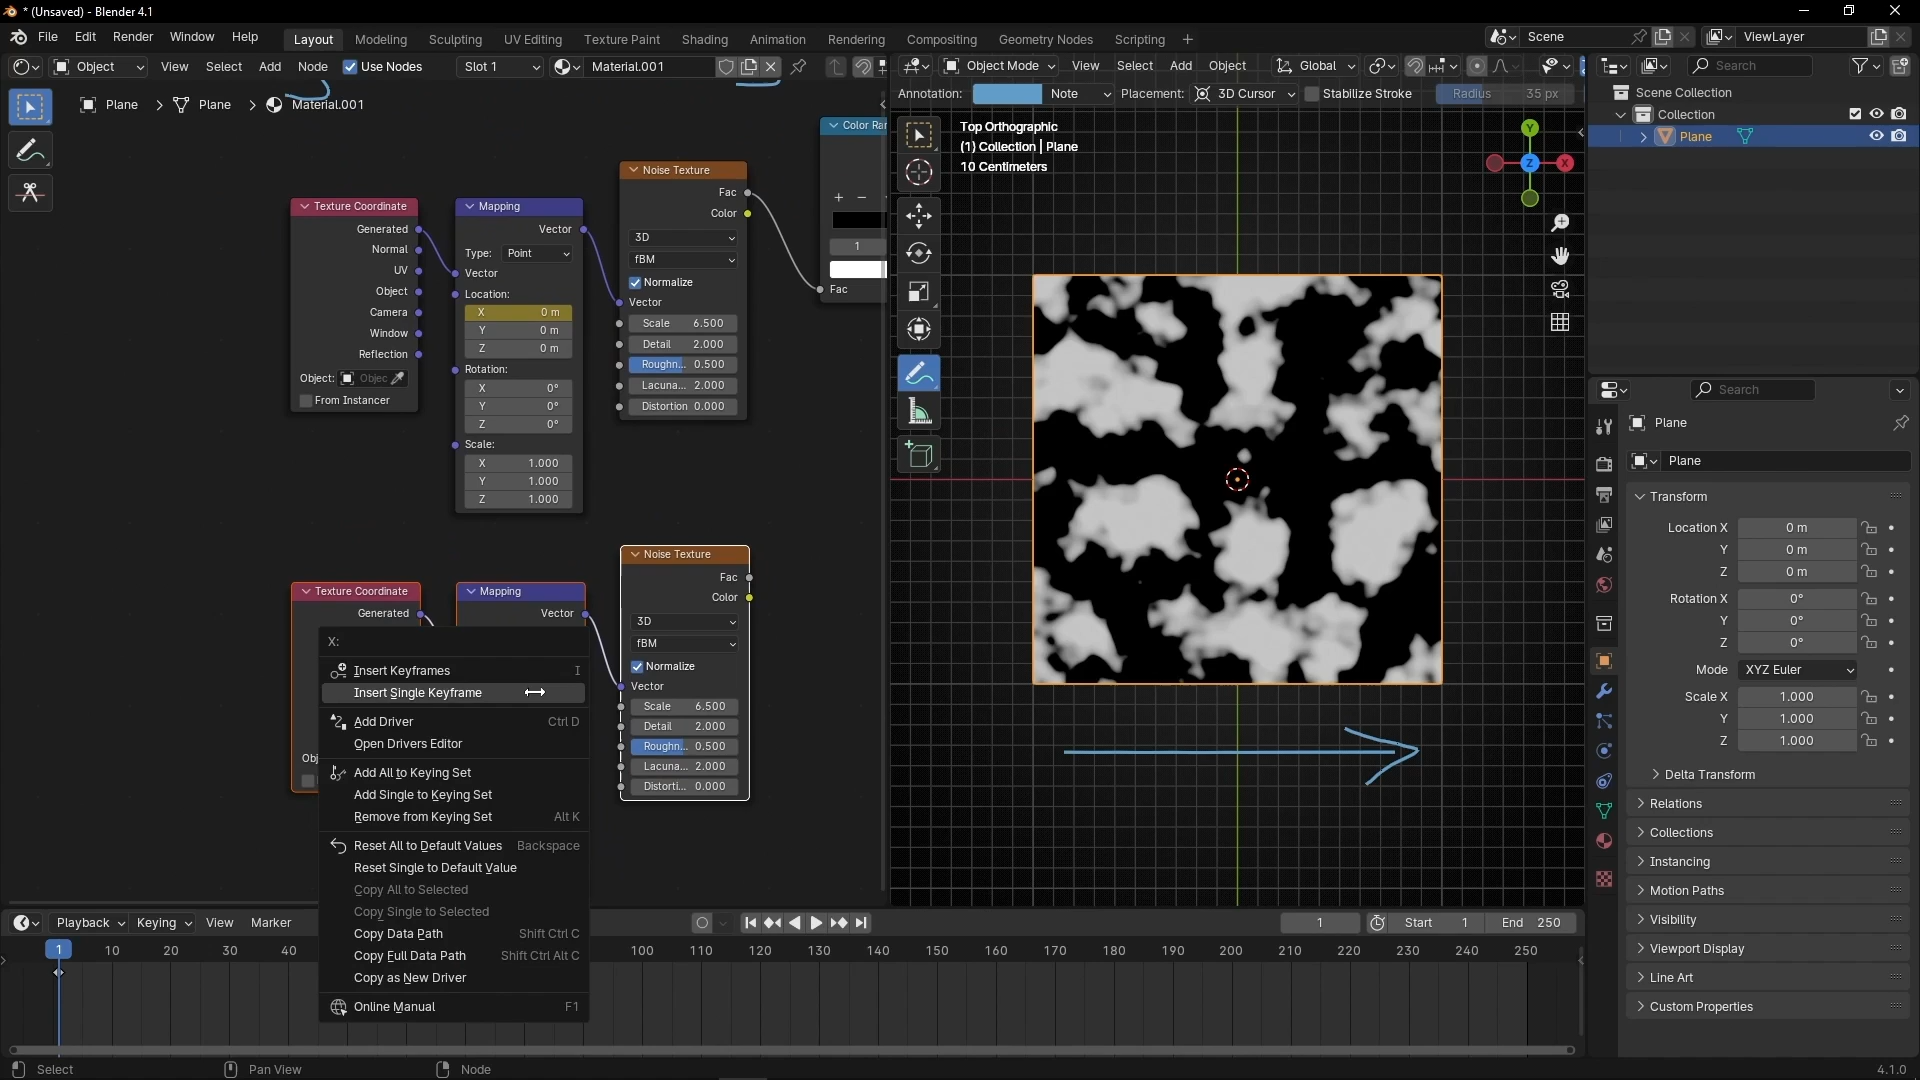 * (Unsaved) - Blender 4.1
File Edit Render Window Help Layout Modeling Sculpting UV Editing Texture Paint Shading Animation Rendering Compositing Geometry Nodes Scripting + Scene ViewLayer
Object View Select Add Node Use Nodes Slot 1 Material.001
Object Mode View Select Add Object Global
Search
Annotation: Note Placement: 3D Cursor Stabilize Stroke Radius 35 px
Plane > Plane > Material.001
Scene Collection
Collection
Plane
Top Orthographic
(1) Collection | Plane
10 Centimeters
Y
Z
X
Texture Coordinate
Generated
Normal
UV
Object
Camera
Window
Reflection
Object: Objec
From Instancer
Mapping
Vector
Type: Point
Vector
Location:
X 0 m
Y 0 m
Z 0 m
Rotation:
X 0°
Y 0°
Z 0°
Scale:
X 1.000
Y 1.000
Z 1.000
Noise Texture
Fac
Color
3D
fBM
Normalize
Vector
Scale 6.500
Detail 2.000
Roughn... 0.500
Lacuna... 2.000
Distortion 0.000
Color Ra
+ −
1
Fac
Texture Coordinate
Generated
Obj
Mapping
Vector
Noise Texture
Fac
Color
3D
fBM
Normalize
Vector
Scale 6.500
Detail 2.000
Roughn... 0.500
Lacuna... 2.000
Distorti... 0.000
X:
Insert Keyframes I
Insert Single Keyframe
Add Driver Ctrl D
Open Drivers Editor
Add All to Keying Set
Add Single to Keying Set
Remove from Keying Set Alt K
Reset All to Default Values Backspace
Reset Single to Default Value
Copy All to Selected
Copy Single to Selected
Copy Data Path Shift Ctrl C
Copy Full Data Path Shift Ctrl Alt C
Copy as New Driver
Online Manual F1
Search
Plane
Plane
Transform
Location X 0 m
Y 0 m
Z 0 m
Rotation X 0°
Y 0°
Z 0°
Mode XYZ Euler
Scale X 1.000
Y 1.000
Z 1.000
Delta Transform
Relations
Collections
Instancing
Motion Paths
Visibility
Viewport Display
Line Art
Custom Properties
Playback Keying View Marker 1 Start 1 End 250
1 10 20 30 40 100 110 120 130 140 150 160 170 180 190 200 210 220 230 240 250
Select Pan View Node 4.1.0